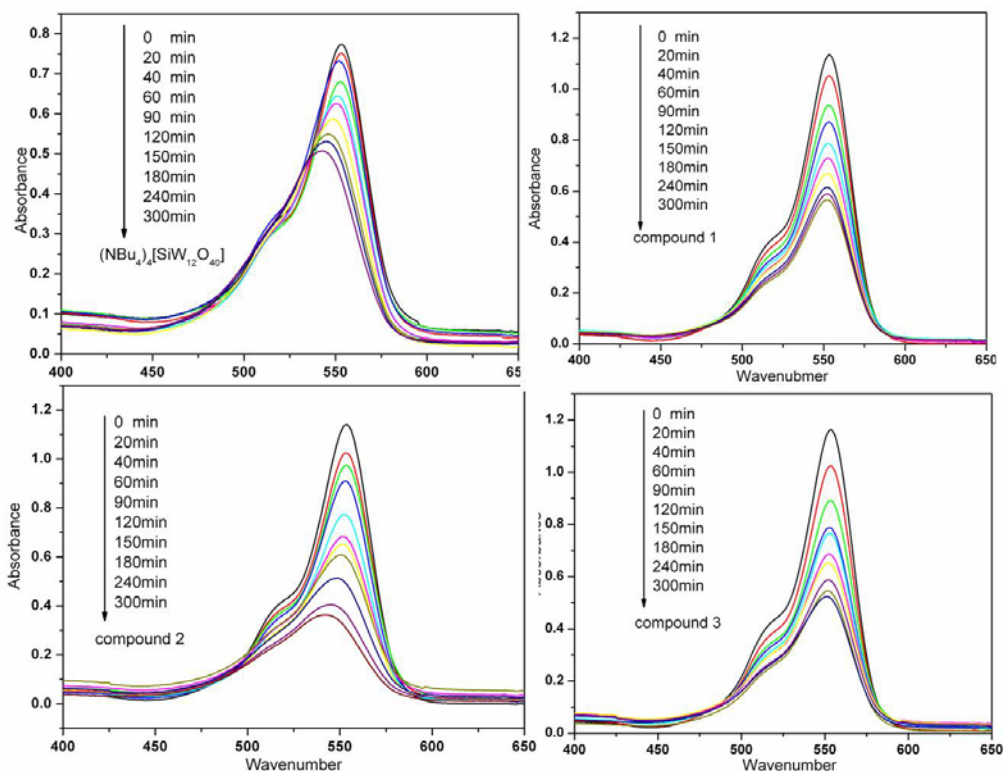 0.8
0.7
0.6
0.5
0.4
0.3
0.2
0.1
0.0
Absorbance
0 min
20 min
40 min
60 min
90 min
120min
150min
180min
240min
300min
(NBu4)4[SiW12O40]
400 450 500 550 600 650
1.2
1.0
0.8
0.6
0.4
0.2
0.0
Absorbance
0 min
20min
40min
60min
90min
120min
150min
180min
240min
300min
compound 1
400 450 500 550 600 650
Wavenubmer
1.2
1.0
0.8
0.6
0.4
0.2
0.0
Absorbance
0 min
20min
40min
60min
90min
120min
150min
180min
240min
300min
compound 2
400 450 500 550 600 650
Wavenumber
1.2
1.0
0.8
0.6
0.4
0.2
0.0
0 min
20min
40min
60min
90min
120min
150min
180min
240min
300min
compound 3
400 450 500 550 600 650
Wavenumber